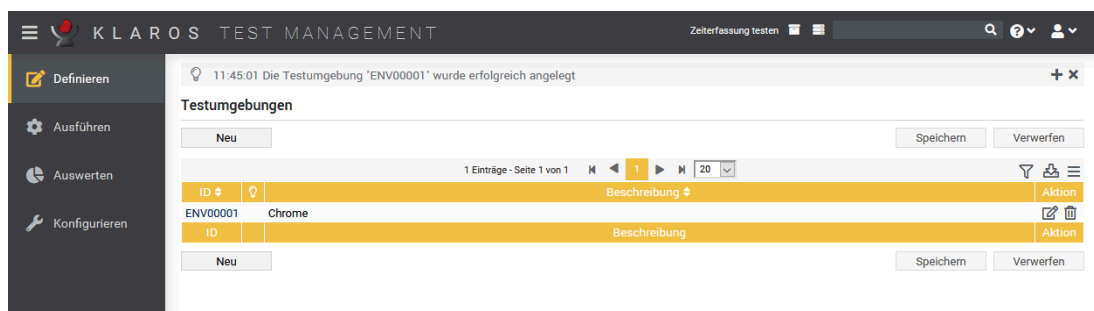 KLAROS TEST MANAGEMENT
Zeiterfassung testen
Definieren
Ausführen
Auswerten
Konfigurieren
11:45:01 Die Testumgebung 'ENV00001' wurde erfolgreich angelegt
Testumgebungen
Neu Speichern Verwerfen
1 Einträge - Seite 1 von 1 1 20
ID Beschreibung Aktion
ENV00001 Chrome
ID Beschreibung Aktion
Neu Speichern Verwerfen